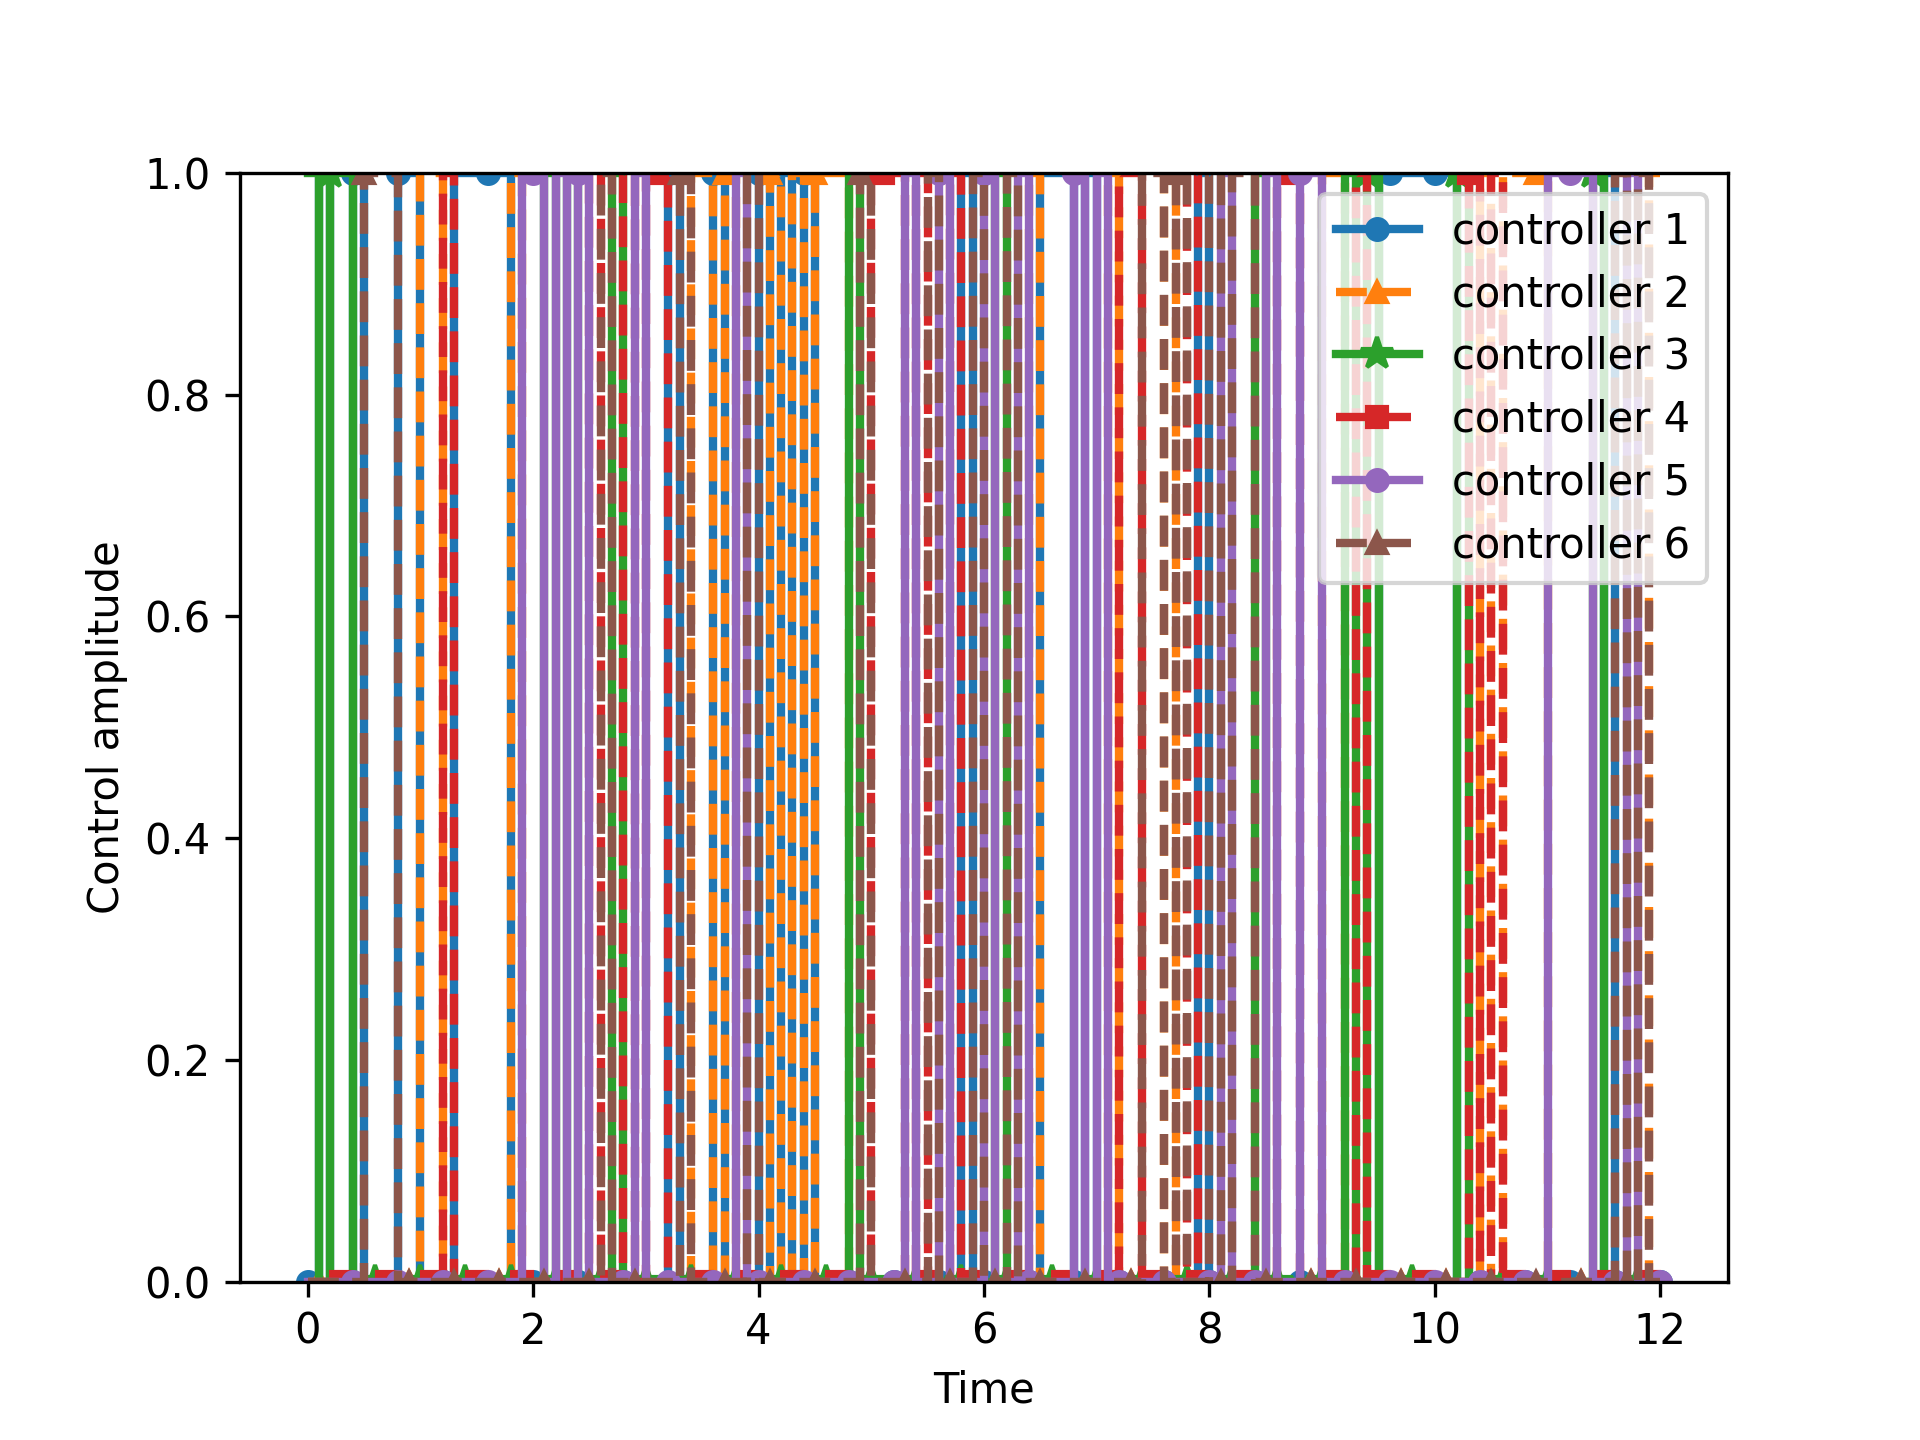 1.0
0.8
0.6
0.4
0.2
0.0
Control amplitude
0 2 4 6 8 10 12
Time
controller 1
controller 2
controller 3
controller 4
controller 5
controller 6